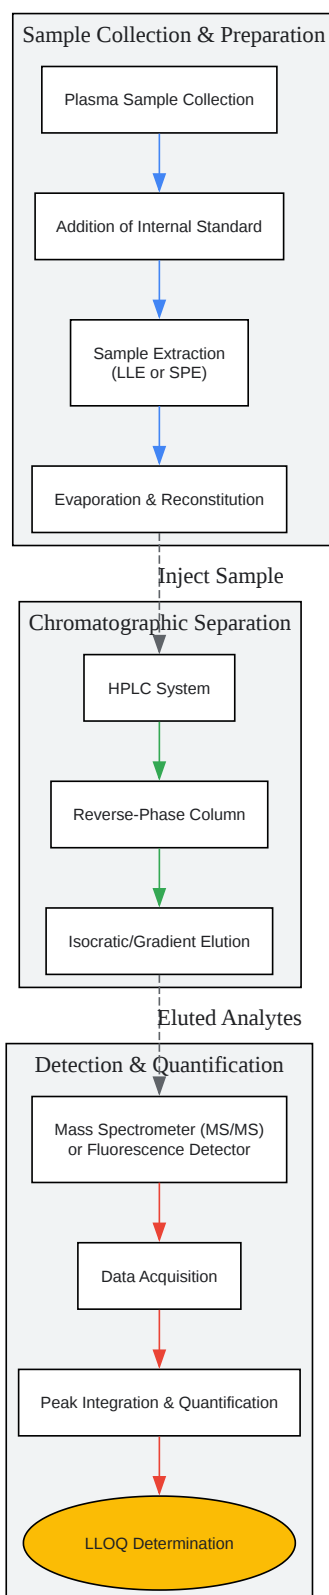 Sample Collection & Preparation
Plasma Sample Collection
Addition of Internal Standard
Sample Extraction
(LLE or SPE)
Evaporation & Reconstitution
Inject Sample
Chromatographic Separation
HPLC System
Reverse-Phase Column
Isocratic/Gradient Elution
Eluted Analytes
Detection & Quantification
Mass Spectrometer (MS/MS)
or Fluorescence Detector
Data Acquisition
Peak Integration & Quantification
LLOQ Determination